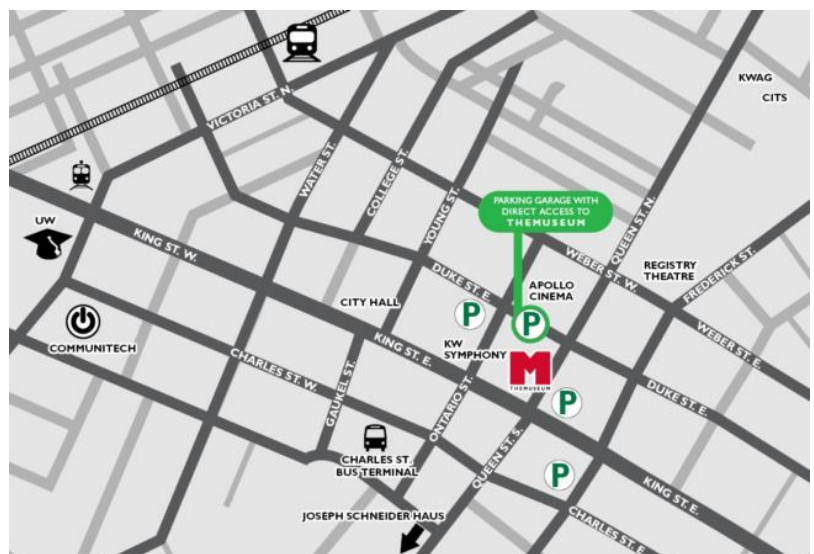 KWAG
CITS
VICTORIA ST. N.
WATER ST.
COLLEGE ST.
YOUNG ST.
PARKING GARAGE WITH
DIRECT ACCESS TO
THEMUSEUM
QUEEN ST. N.
UW
KING ST. W.
WEBER ST. W.
REGISTRY
THEATRE
FREDERICK ST.
DUKE ST. E.
APOLLO
CINEMA
CITY HALL
P
P
COMMUNITECH
KING ST. E.
KW
SYMPHONY
WEBER ST. E.
CHARLES ST. W.
GAUKEL ST.
M
THEMUSEUM
ONTARIO ST.
P
DUKE ST. E.
CHARLES ST.
BUS TERMINAL
QUEEN ST. S.
P
KING ST. E.
JOSEPH SCHNEIDER HAUS
CHARLES ST. E.